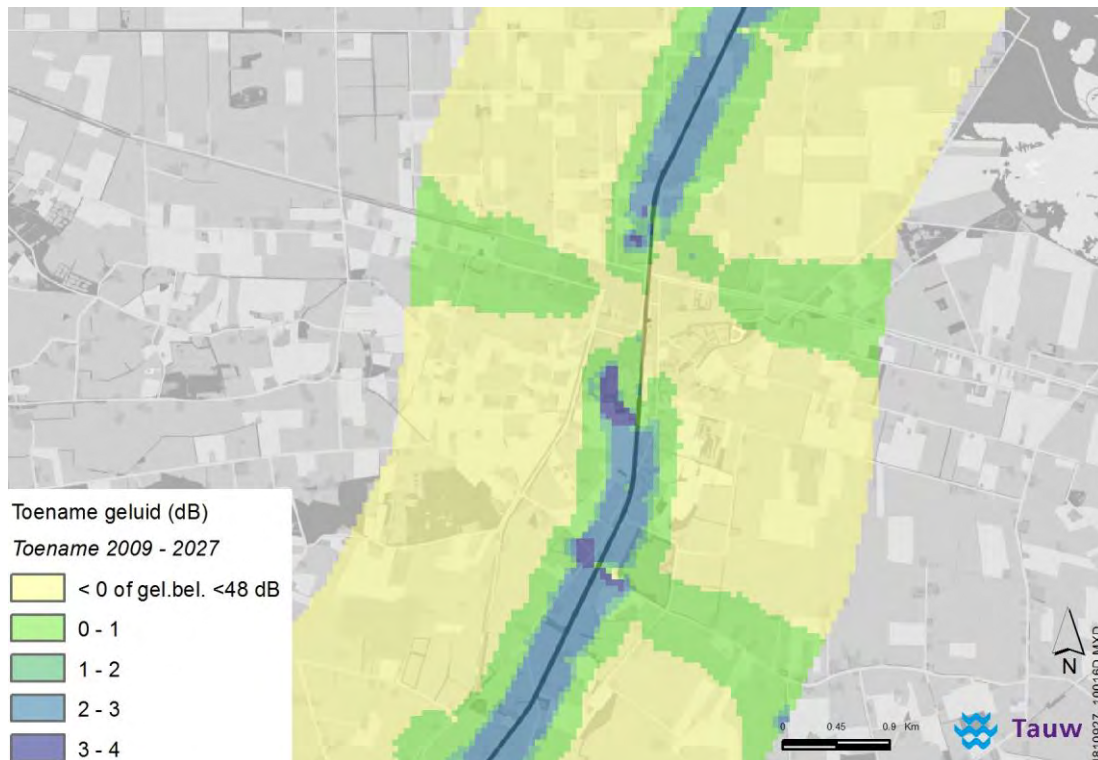 Toename geluid (dB)
Toename 2009 - 2027
< 0 of gel.bel. <48 dB
0 - 1
1 - 2
2 - 3
3 - 4
N
0 0.45 0.9 Km
Tauw